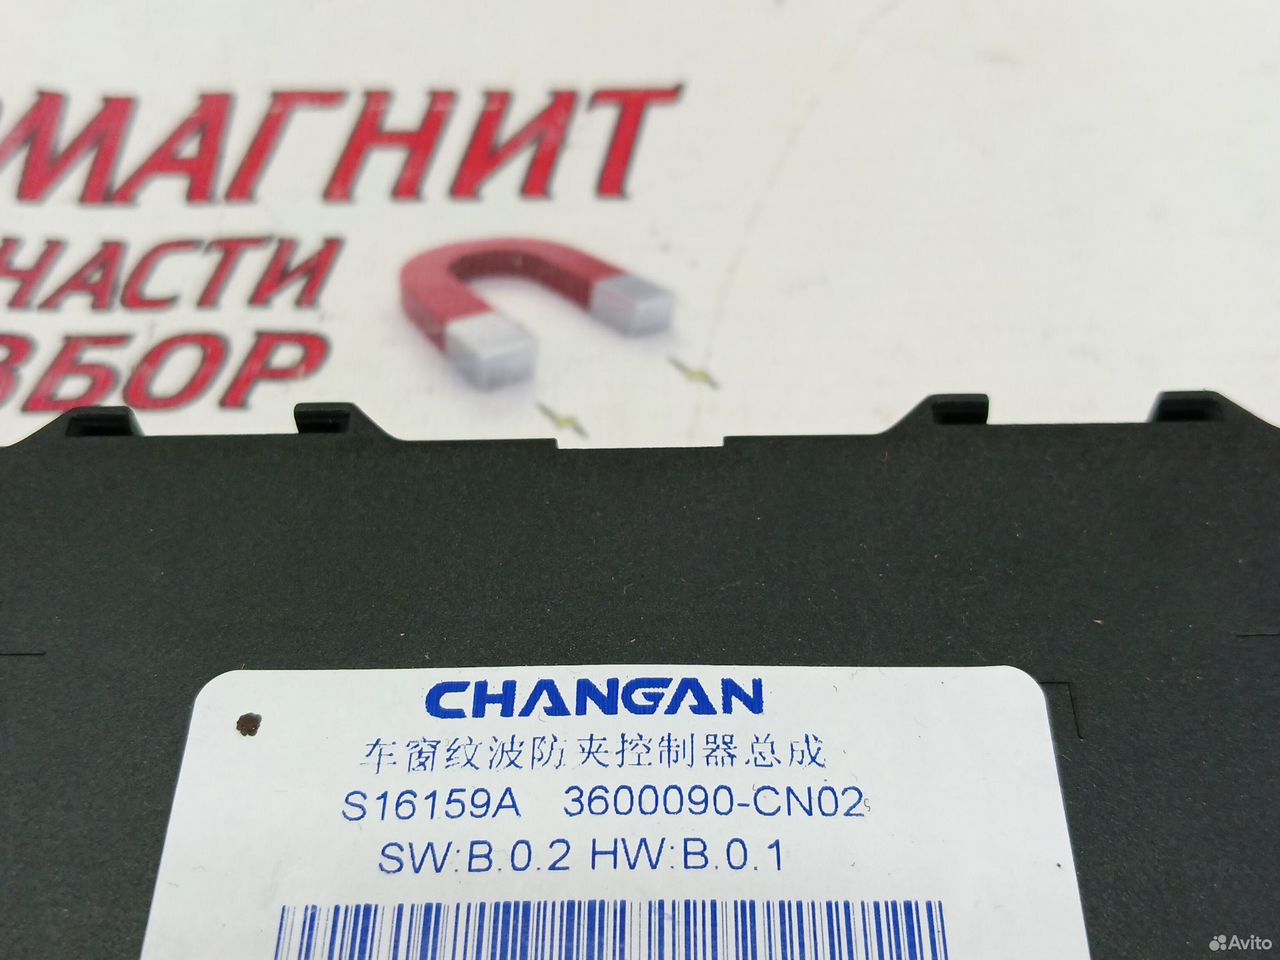 МАГНИТ
ЧАСТИ
ЗБОР
CHANGAN
车窗纹波防夹控制器总成
S16159A 3600090-CN02
SW:B.0.2 HW:B.0.1
Avito